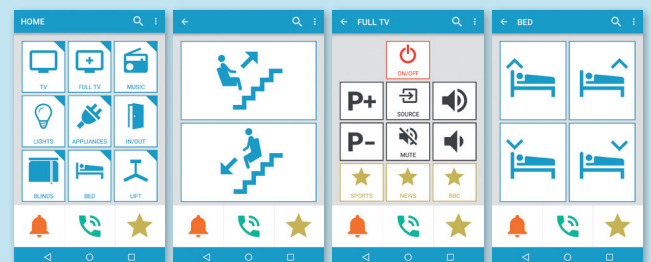 HOME
TV
FULL TV
MUSIC
LIGHTS
APPLIANCES
IN/OUT
BLINDS
BED
LIFT
FULL TV
ON/OFF
P+
SOURCE
P-
MUTE
SPORTS
NEWS
BBC
BED